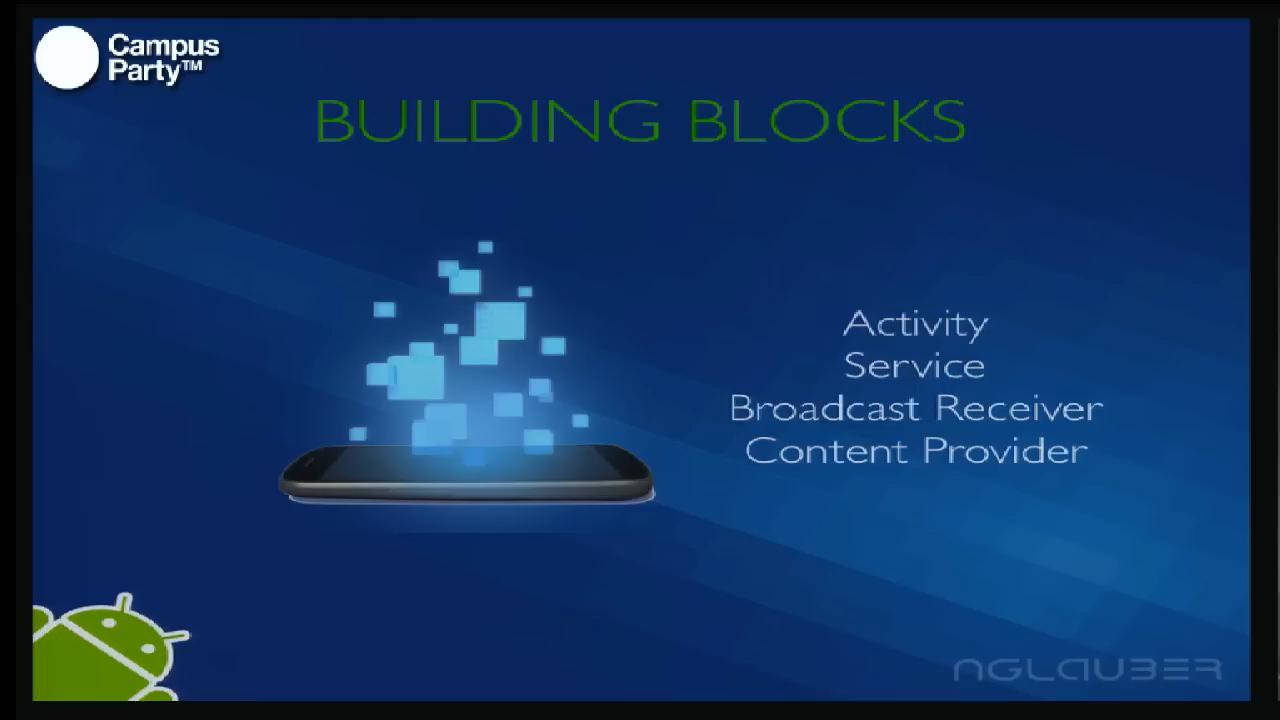 Campus
Party™
BUILDING BLOCKS
Activity
Service
Broadcast Receiver
Content Provider
NGLAUBER